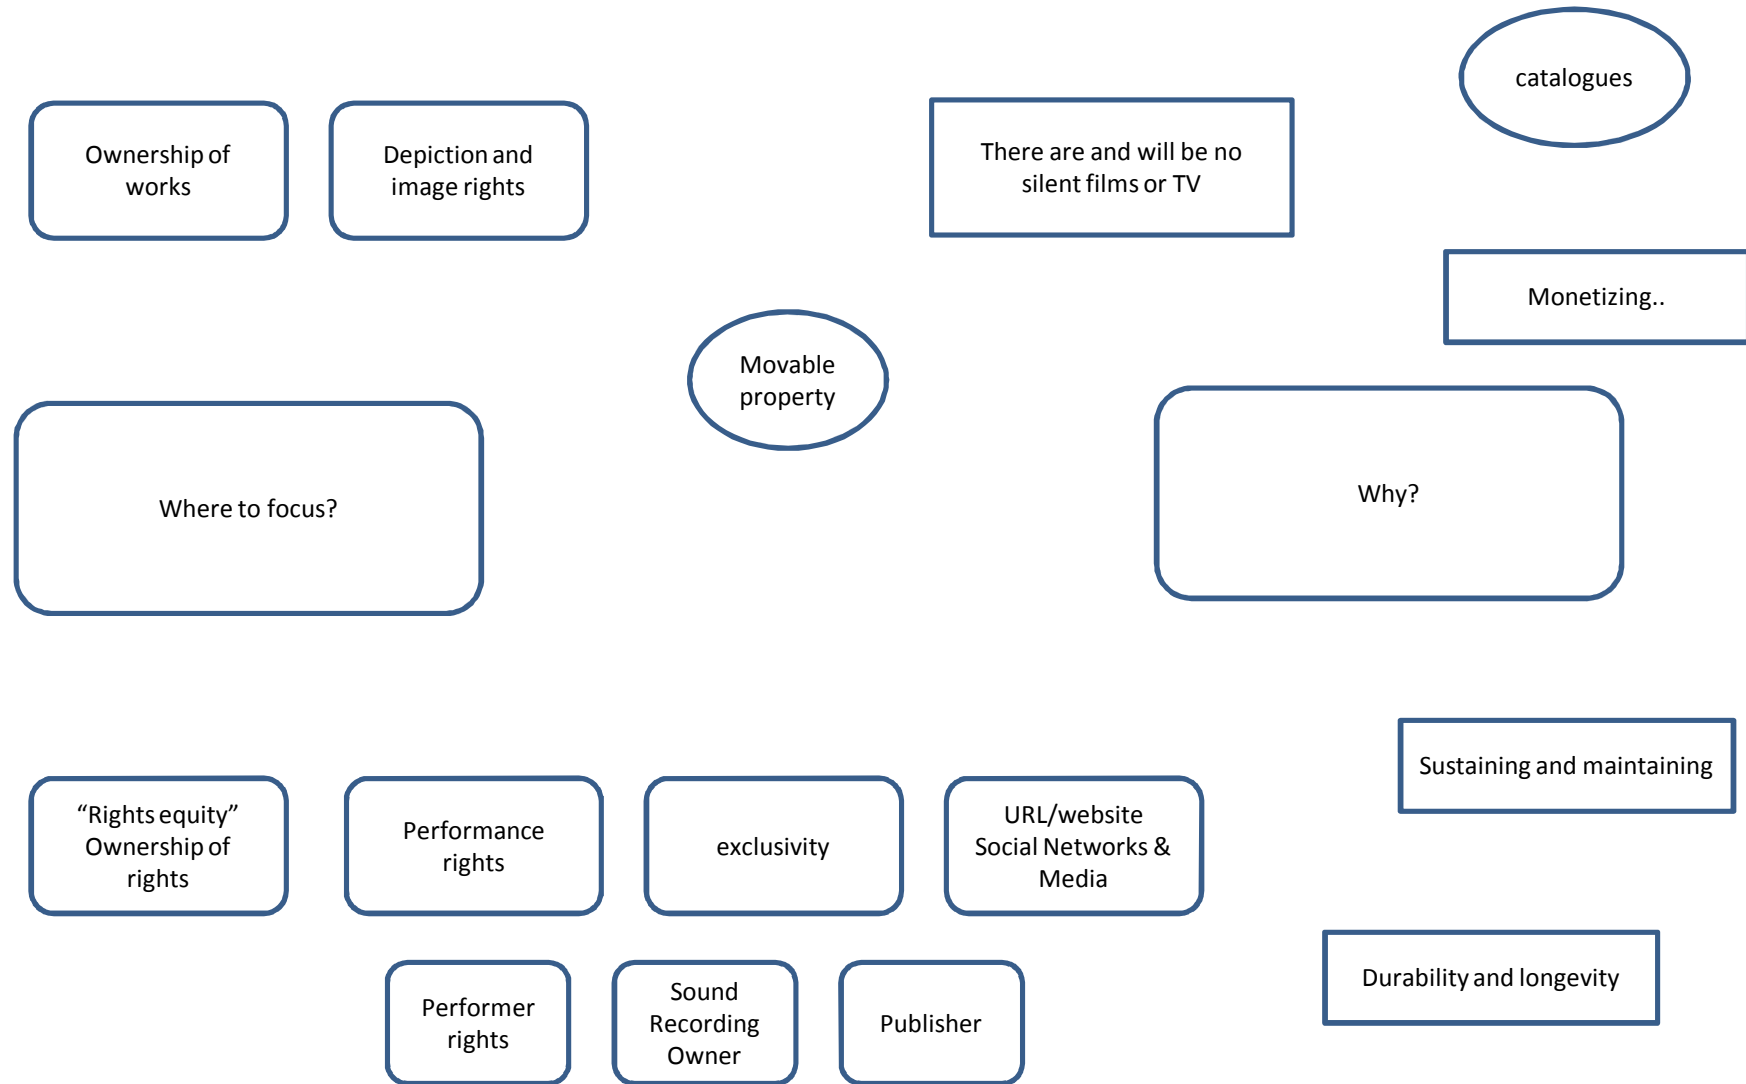 catalogues
Ownership of
works
Depiction and
image rights
There are and will be no
silent films or TV
Monetizing..
Movable
property
Where to focus?
Why?
Sustaining and maintaining
“Rights equity”
Ownership of
rights
Performance
rights
exclusivity
URL/website
Social Networks &
Media
Durability and longevity
Performer
rights
Sound
Recording
Owner
Publisher